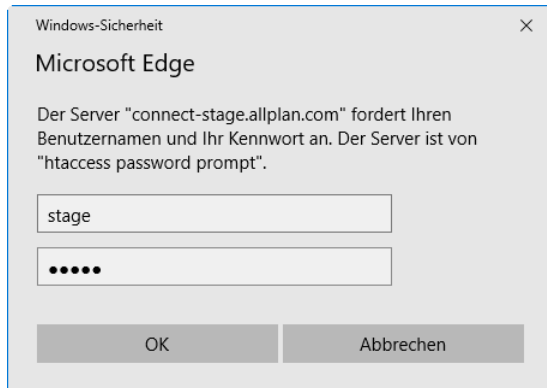 Windows-Sicherheit
Microsoft Edge
Der Server "connect-stage.allplan.com" fordert Ihren
Benutzernamen und Ihr Kennwort an. Der Server ist von
"htaccess password prompt".
stage
●●●●●
OK
Abbrechen